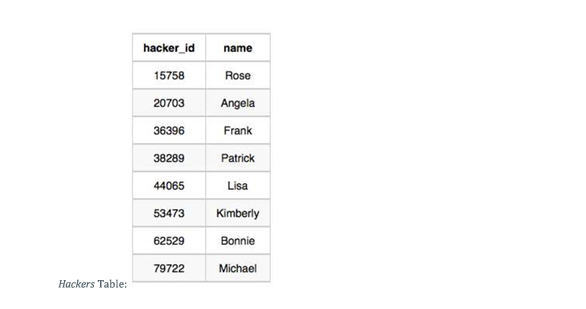 hacker_id name
15758 Rose
20703 Angela
36396 Frank
38289 Patrick
44065 Lisa
53473 Kimberly
62529 Bonnie
79722 Michael
Hackers Table: